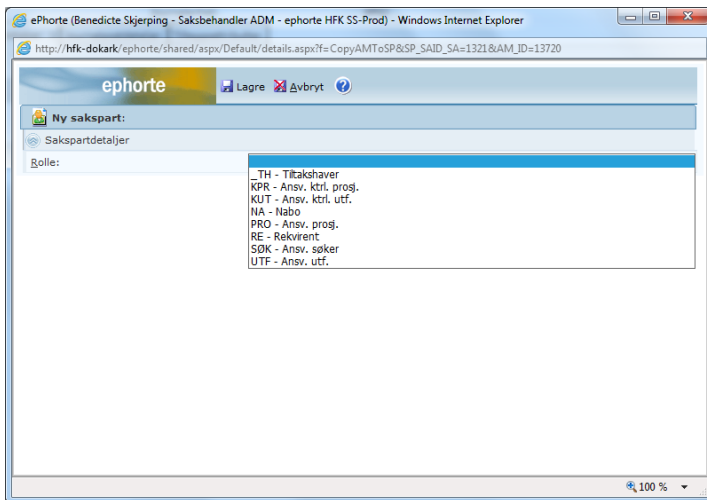 ePhorte (Benedicte Skjerping - Saksbehandler ADM - ephorte HFK SS-Prod) - Windows Internet Explorer
http://hfk-dokark/ephorte/shared/aspx/Default/details.aspx?f=CopyAMToSP&SP_SAID_SA=1321&AM_ID=13720
ephorte Lagre Avbryt ?
Ny sakspart:
Sakspartdetaljer
Rolle:
_TH - Tiltakshaver
KPR - Ansv. ktrl. prosj.
KUT - Ansv. ktrl. utf.
NA - Nabo
PRO - Ansv. prosj.
RE - Rekvirent
SØK - Ansv. søker
UTF - Ansv. utf.
100 %